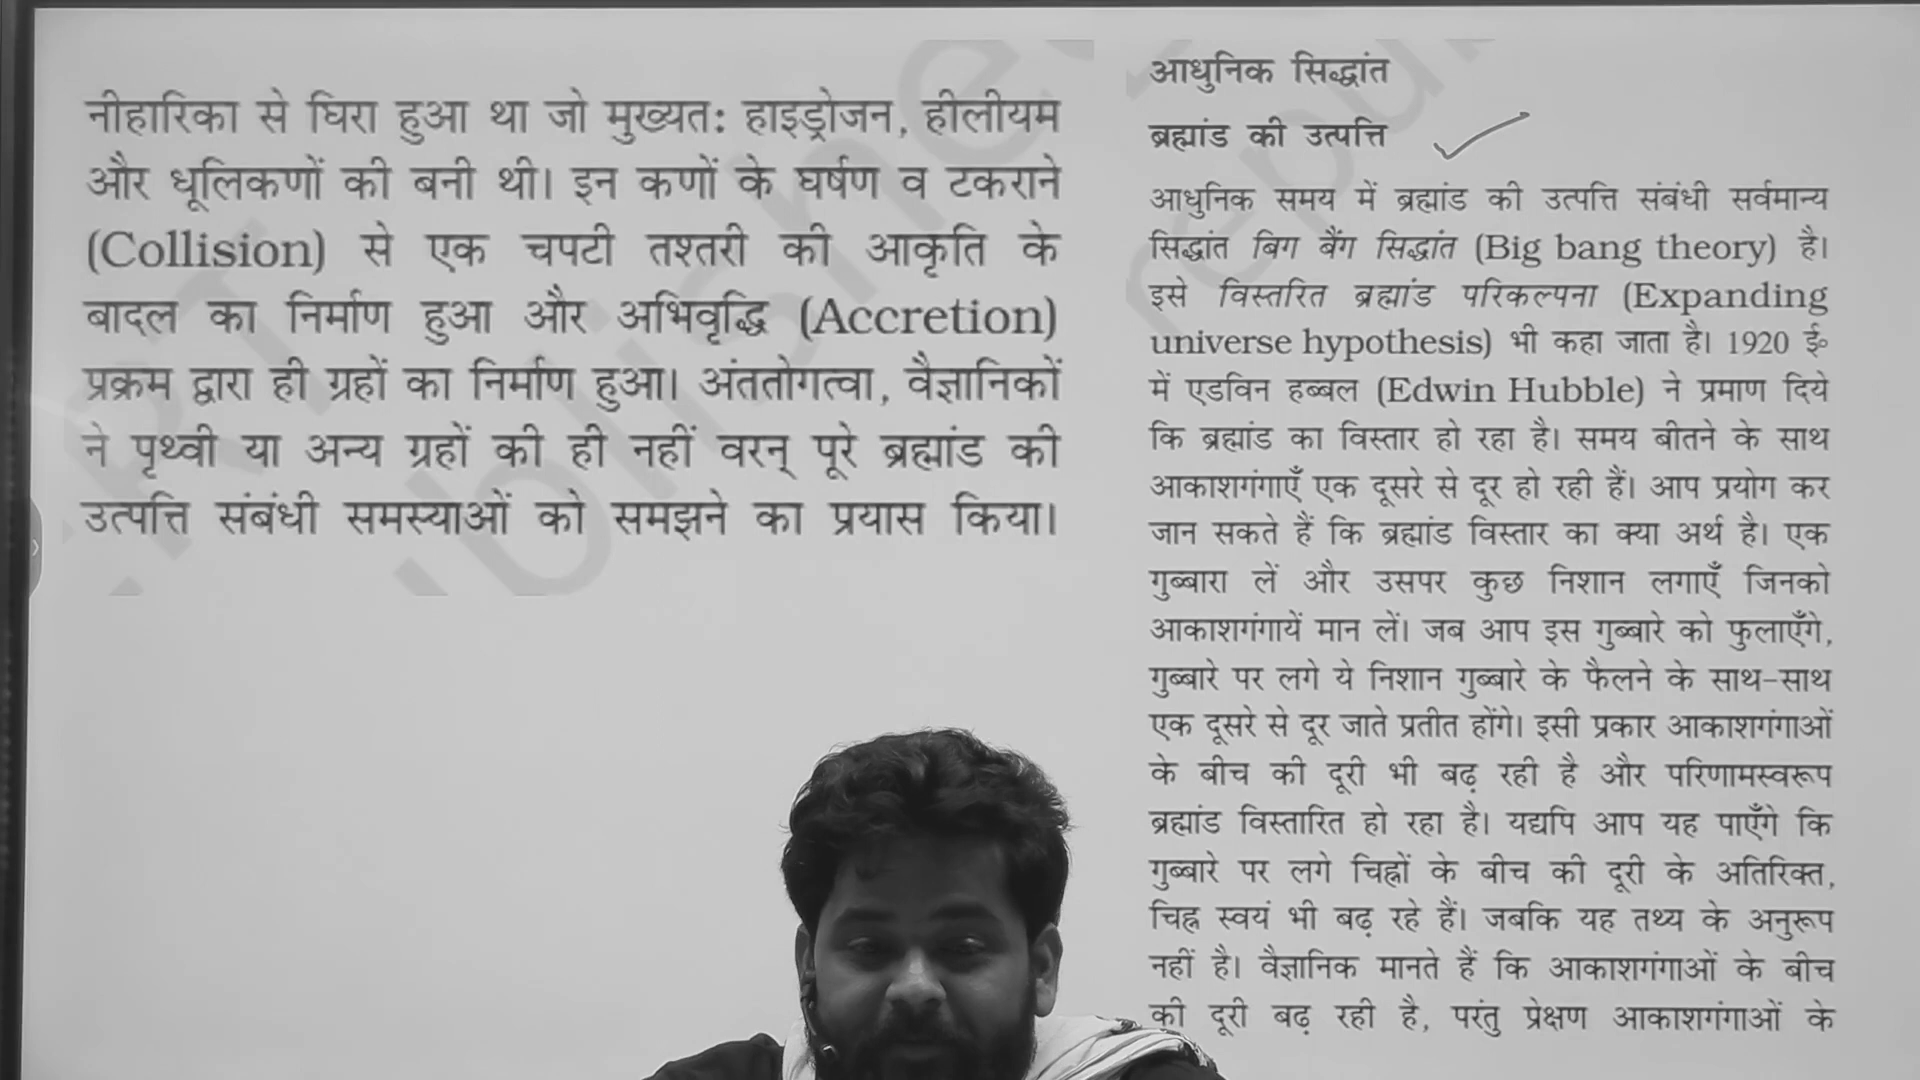 नीहारिका से घिरा हुआ था जो मुख्यतः हाइड्रोजन, हीलीयम
और धूलिकणों की बनी थी। इन कणों के घर्षण व टकराने
(Collision) से एक चपटी तश्तरी की आकृति के
बादल का निर्माण हुआ और अभिवृद्धि (Accretion)
प्रक्रम द्वारा ही ग्रहों का निर्माण हुआ। अंततोगत्वा, वैज्ञानिकों
ने पृथ्वी या अन्य ग्रहों की ही नहीं वरन् पूरे ब्रह्मांड की
उत्पत्ति संबंधी समस्याओं को समझने का प्रयास किया।
आधुनिक सिद्धांत
ब्रह्मांड की उत्पत्ति
आधुनिक समय में ब्रह्मांड की उत्पत्ति संबंधी सर्वमान्य
सिद्धांत बिग बैंग सिद्धांत (Big bang theory) है।
इसे विस्तरित ब्रह्मांड परिकल्पना (Expanding
universe hypothesis) भी कहा जाता है। 1920 ई॰
में एडविन हब्बल (Edwin Hubble) ने प्रमाण दिये
कि ब्रह्मांड का विस्तार हो रहा है। समय बीतने के साथ
आकाशगंगाएँ एक दूसरे से दूर हो रही हैं। आप प्रयोग कर
जान सकते हैं कि ब्रह्मांड विस्तार का क्या अर्थ है। एक
गुब्बारा लें और उसपर कुछ निशान लगाएँ जिनको
आकाशगंगायें मान लें। जब आप इस गुब्बारे को फुलाएँगे,
गुब्बारे पर लगे ये निशान गुब्बारे के फैलने के साथ-साथ
एक दूसरे से दूर जाते प्रतीत होंगे। इसी प्रकार आकाशगंगाओं
के बीच की दूरी भी बढ़ रही है और परिणामस्वरूप
ब्रह्मांड विस्तारित हो रहा है। यद्यपि आप यह पाएँगे कि
गुब्बारे पर लगे चिह्नों के बीच की दूरी के अतिरिक्त,
चिह्न स्वयं भी बढ़ रहे हैं। जबकि यह तथ्य के अनुरूप
नहीं है। वैज्ञानिक मानते हैं कि आकाशगंगाओं के बीच
की दूरी बढ़ रही है, परंतु प्रेक्षण आकाशगंगाओं के